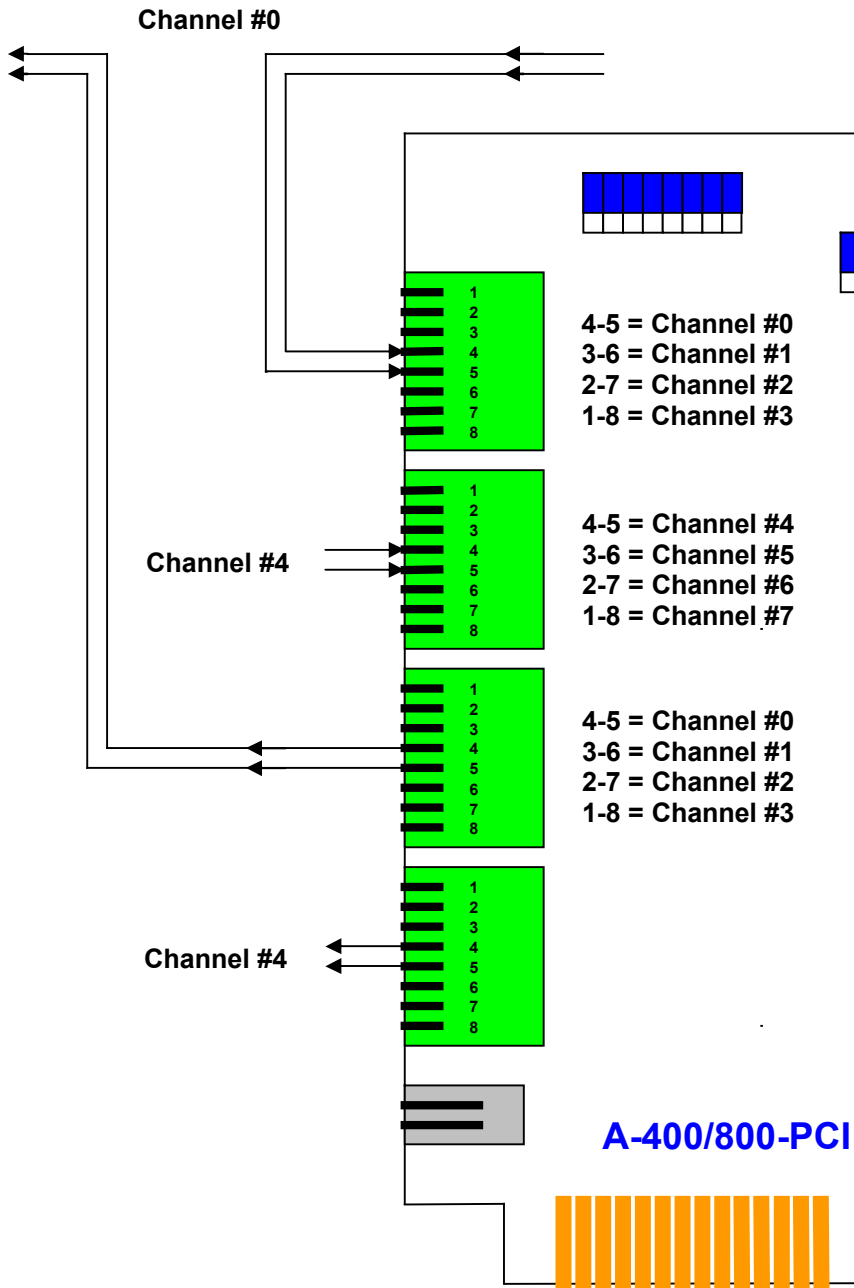 Channel #0
1
2
3
4
5
6
7
8
4-5 = Channel #0
3-6 = Channel #1
2-7 = Channel #2
1-8 = Channel #3
Channel #4
1
2
3
4
5
6
7
8
4-5 = Channel #4
3-6 = Channel #5
2-7 = Channel #6
1-8 = Channel #7
1
2
3
4
5
6
7
8
4-5 = Channel #0
3-6 = Channel #1
2-7 = Channel #2
1-8 = Channel #3
Channel #4
1
2
3
4
5
6
7
8
A-400/800-PCI